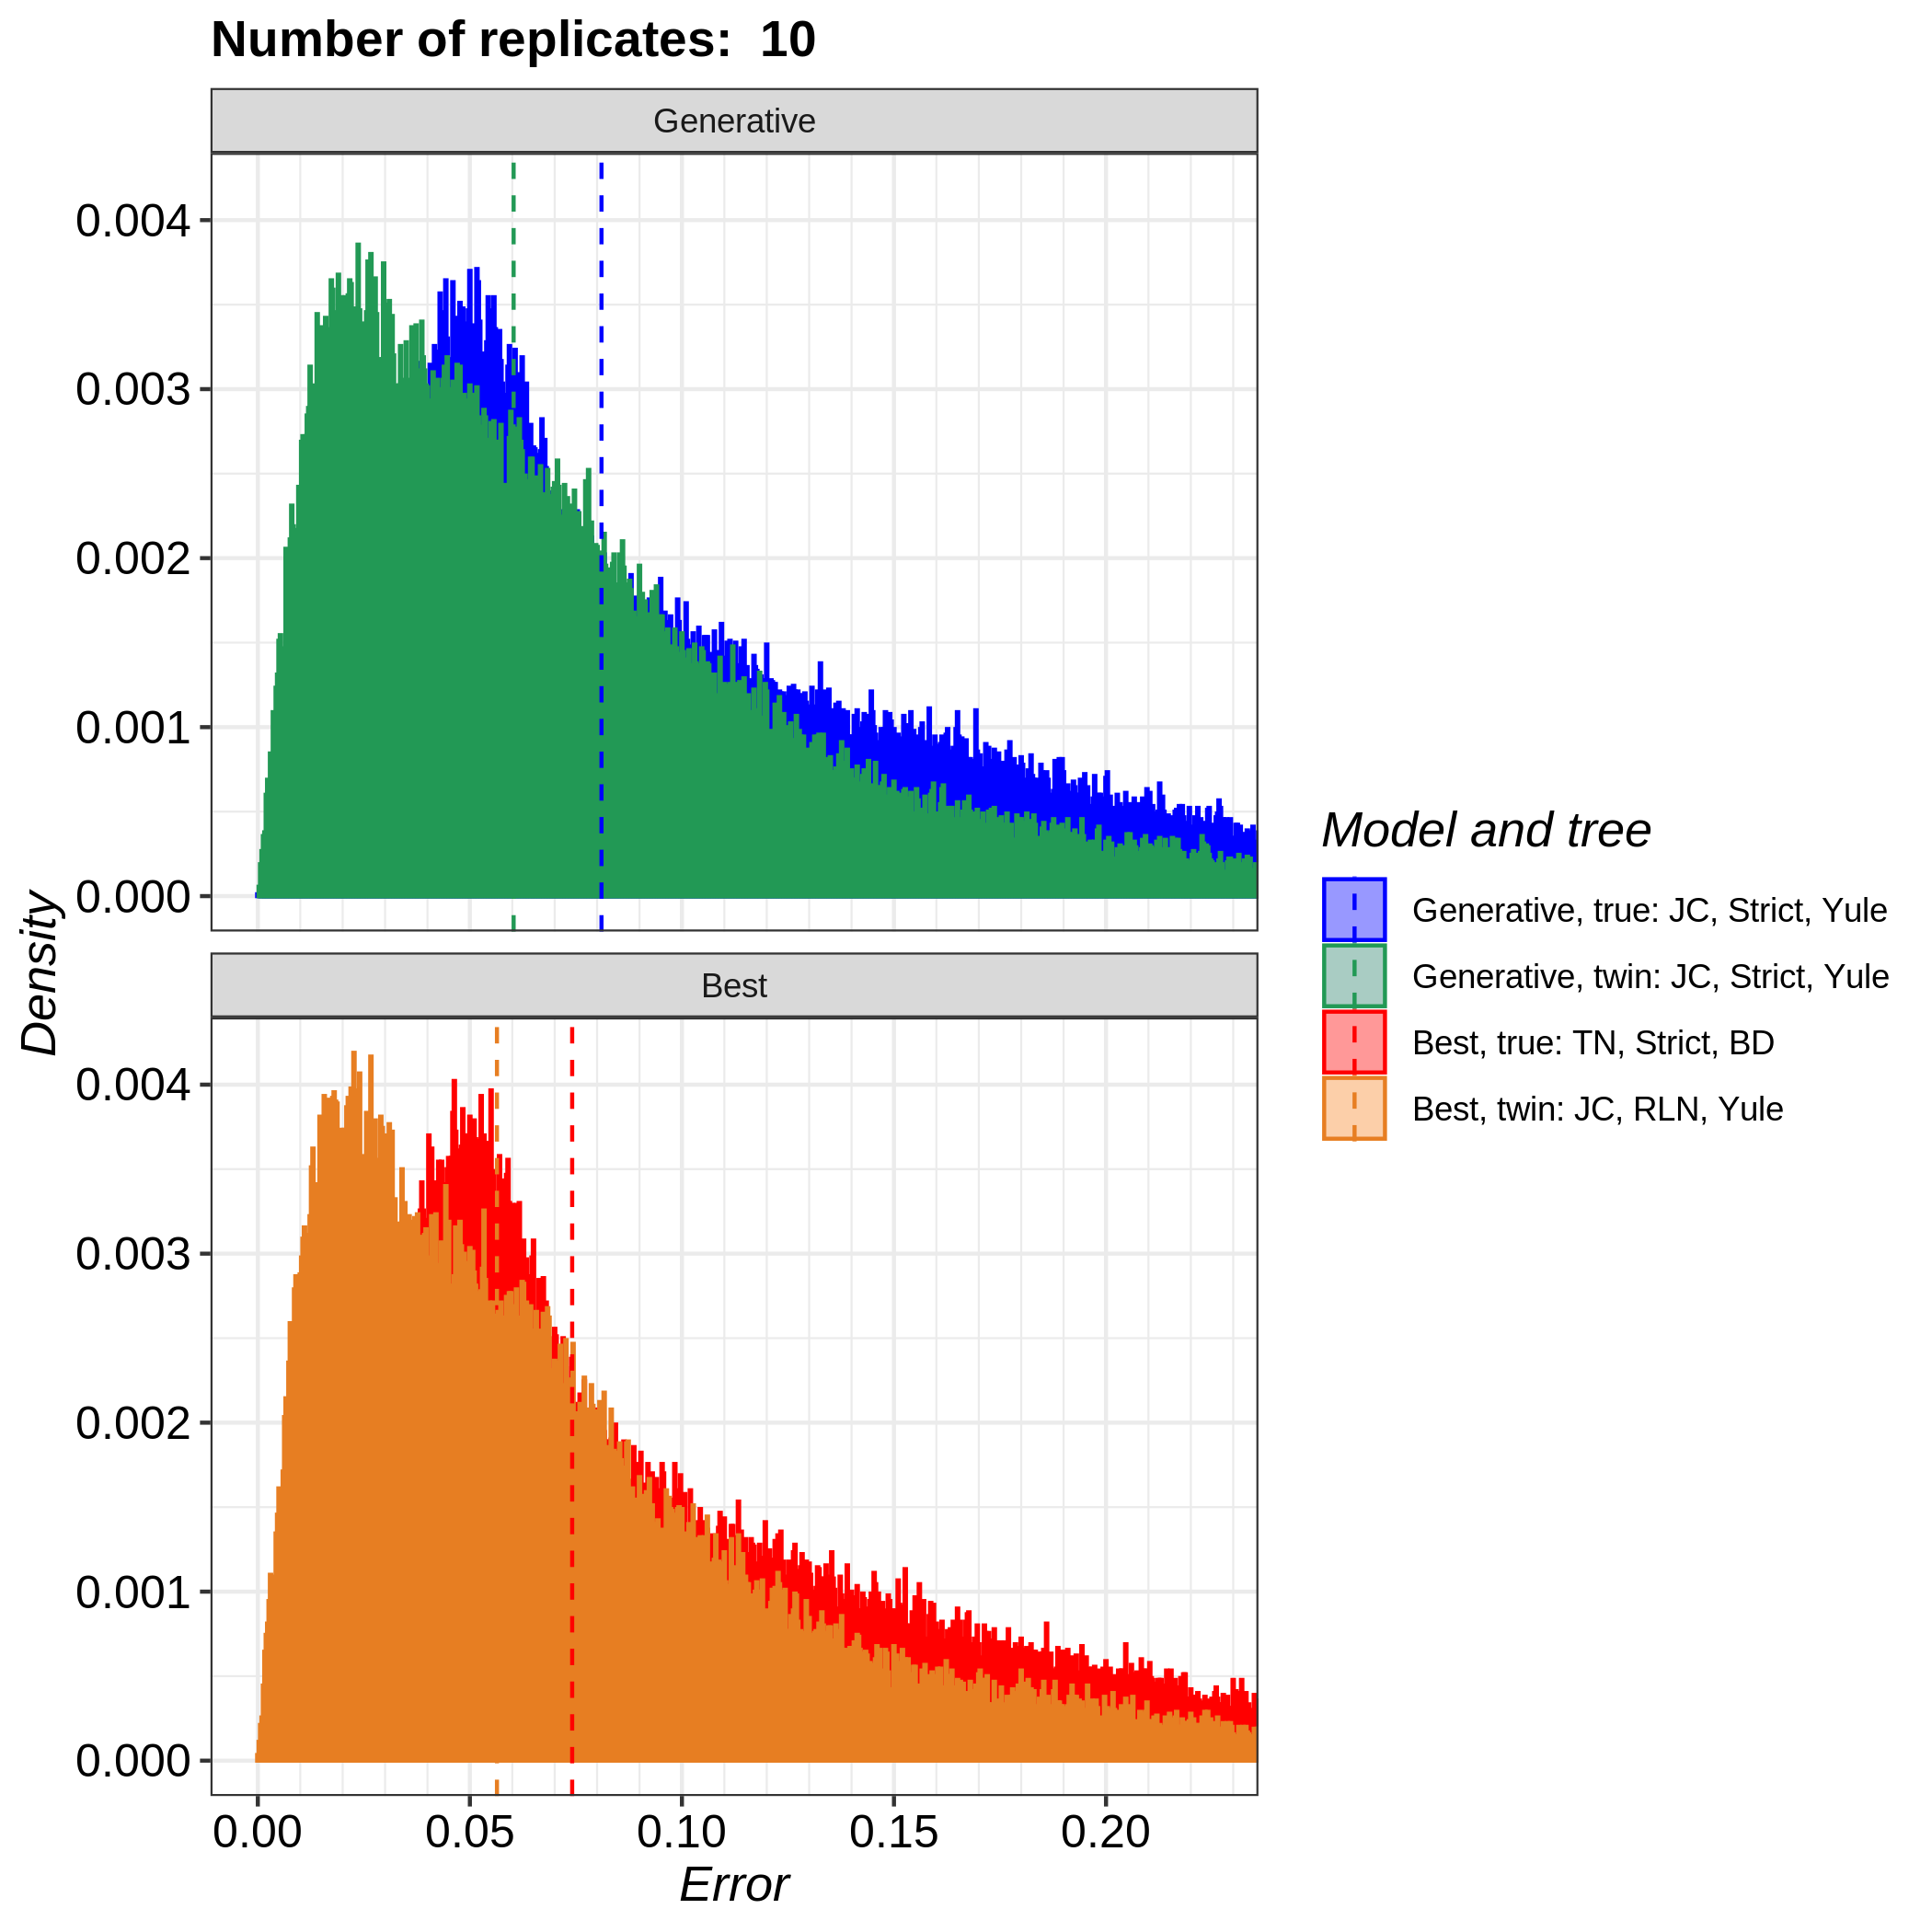 Number of replicates:  10
Generative
0.004
0.003
0.002
0.001
0.000
Density
Best
0.004
0.003
0.002
0.001
0.000
0.00 0.05 0.10 0.15 0.20
Error
Model and tree
Generative, true: JC, Strict, Yule
Generative, twin: JC, Strict, Yule
Best, true: TN, Strict, BD
Best, twin: JC, RLN, Yule